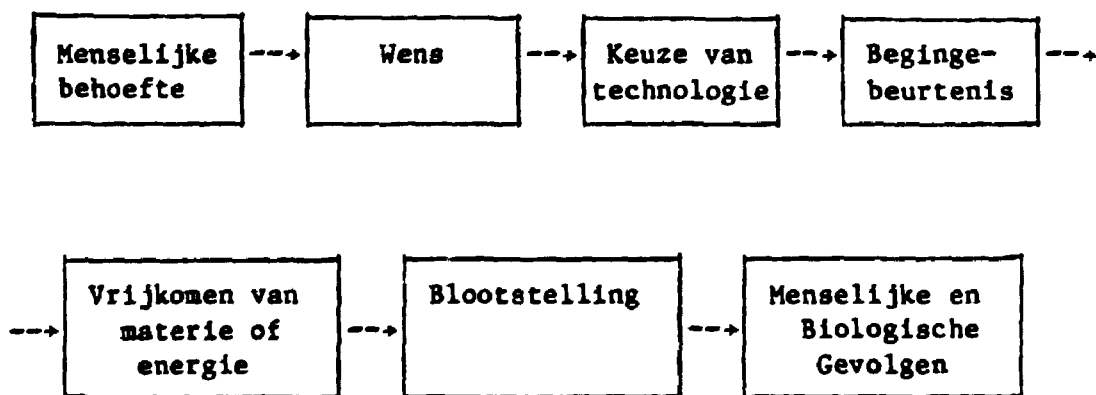 Menselijke
behoefte
Wens
Keuze van
technologie
Beginge-
beurtenis
Vrijkomen van
materie of
energie
Blootstelling
Menselijke en
Biologische
Gevolgen